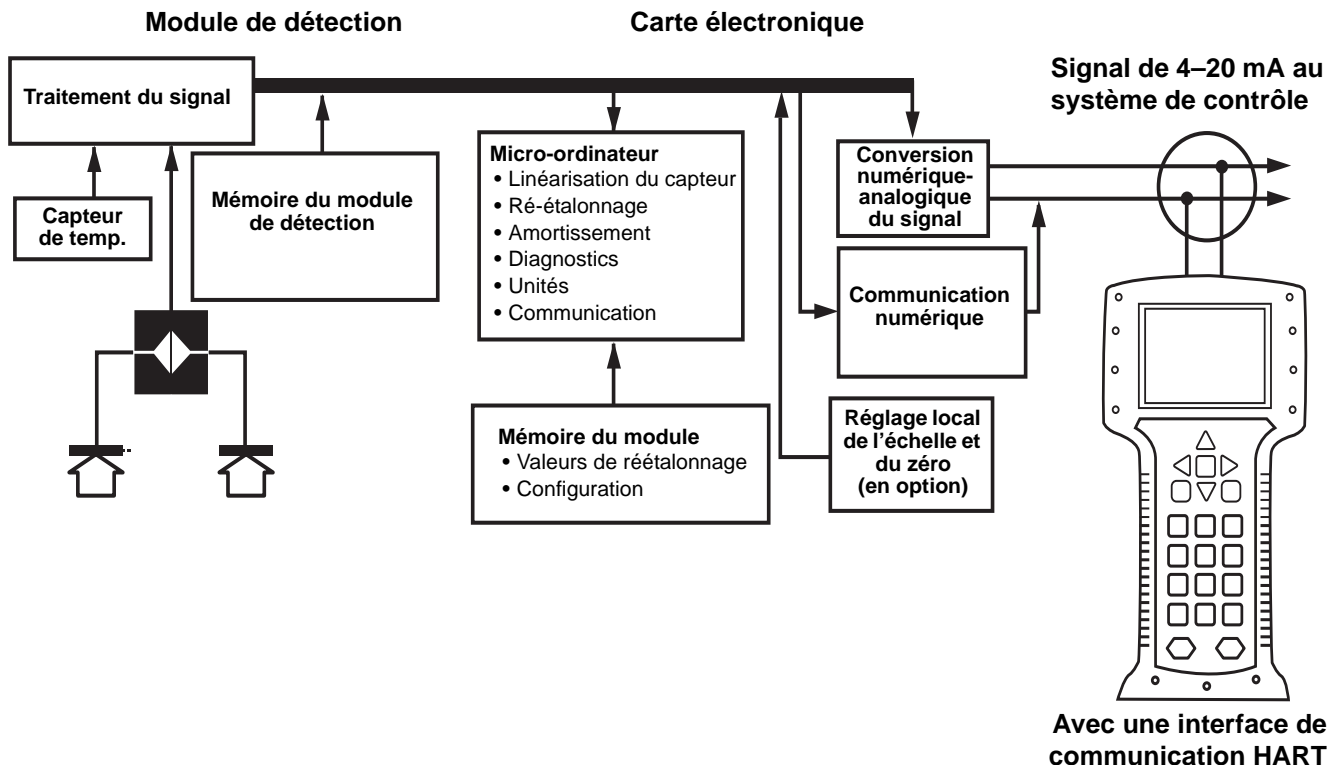 Module de détection
Carte électronique
Signal de 4–20 mA au
système de contrôle
Traitement du signal
Capteur
de temp.
Mémoire du module
de détection
Micro-ordinateur
• Linéarisation du capteur
• Ré-étalonnage
• Amortissement
• Diagnostics
• Unités
• Communication
Mémoire du module
• Valeurs de réétalonnage
• Configuration
Conversion
numérique-
analogique
du signal
Communication
numérique
Réglage local
de l'échelle et
du zéro
(en option)
Avec une interface de
communication HART